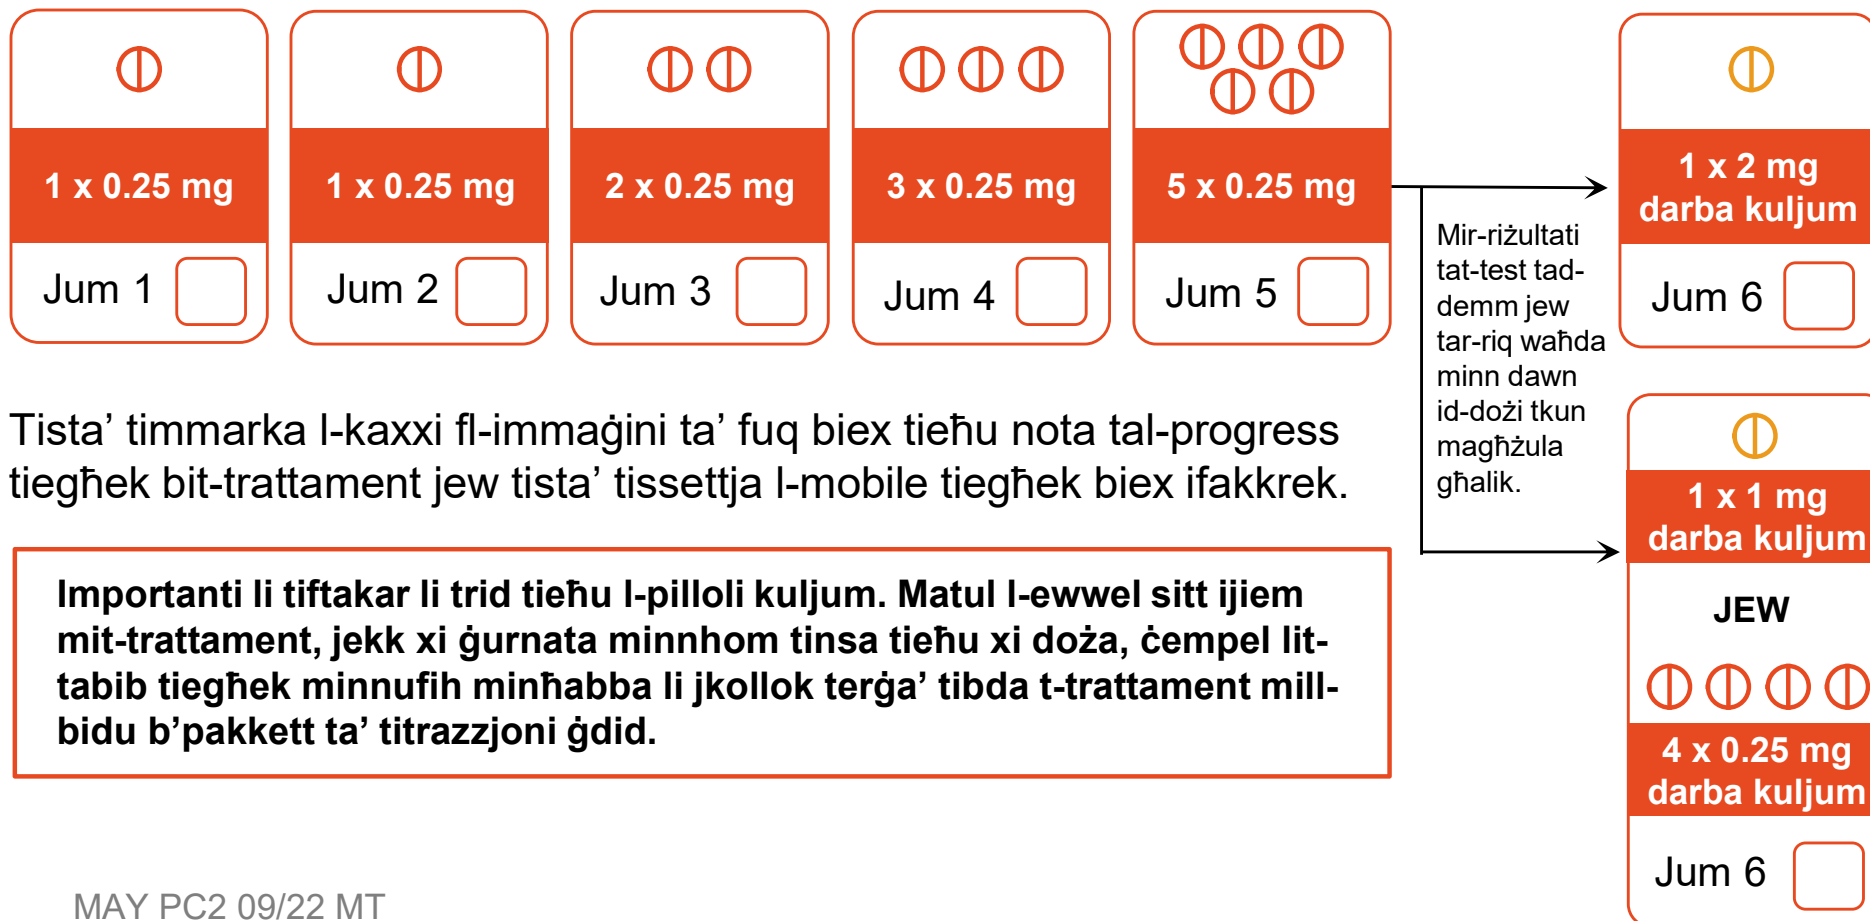 1 x 0.25 mg
Jum 1
1 x 0.25 mg
Jum 2
2 x 0.25 mg
Jum 3
3 x 0.25 mg
Jum 4
5 x 0.25 mg
Jum 5
Mir-riżultati
tat-test tad-
demm jew
tar-riq waħda
minn dawn
id-dożi tkun
magħżula
għalik.
1 x 2 mg
darba kuljum
Jum 6
1 x 1 mg
darba kuljum
JEW
4 x 0.25 mg
darba kuljum
Jum 6
Tista’ timmarka l-kaxxi fl-immaġini ta’ fuq biex tieħu nota tal-progress
tiegħek bit-trattament jew tista’ tissettja l-mobile tiegħek biex ifakkrek.
Importanti li tiftakar li trid tieħu l-pilloli kuljum. Matul l-ewwel sitt ijiem
mit-trattament, jekk xi ġurnata minnhom tinsa tieħu xi doża, ċempel lit-
tabib tiegħek minnufih minħabba li jkollok terġa’ tibda t-trattament mill-
bidu b’pakkett ta’ titrazzjoni ġdid.
MAY PC2 09/22 MT